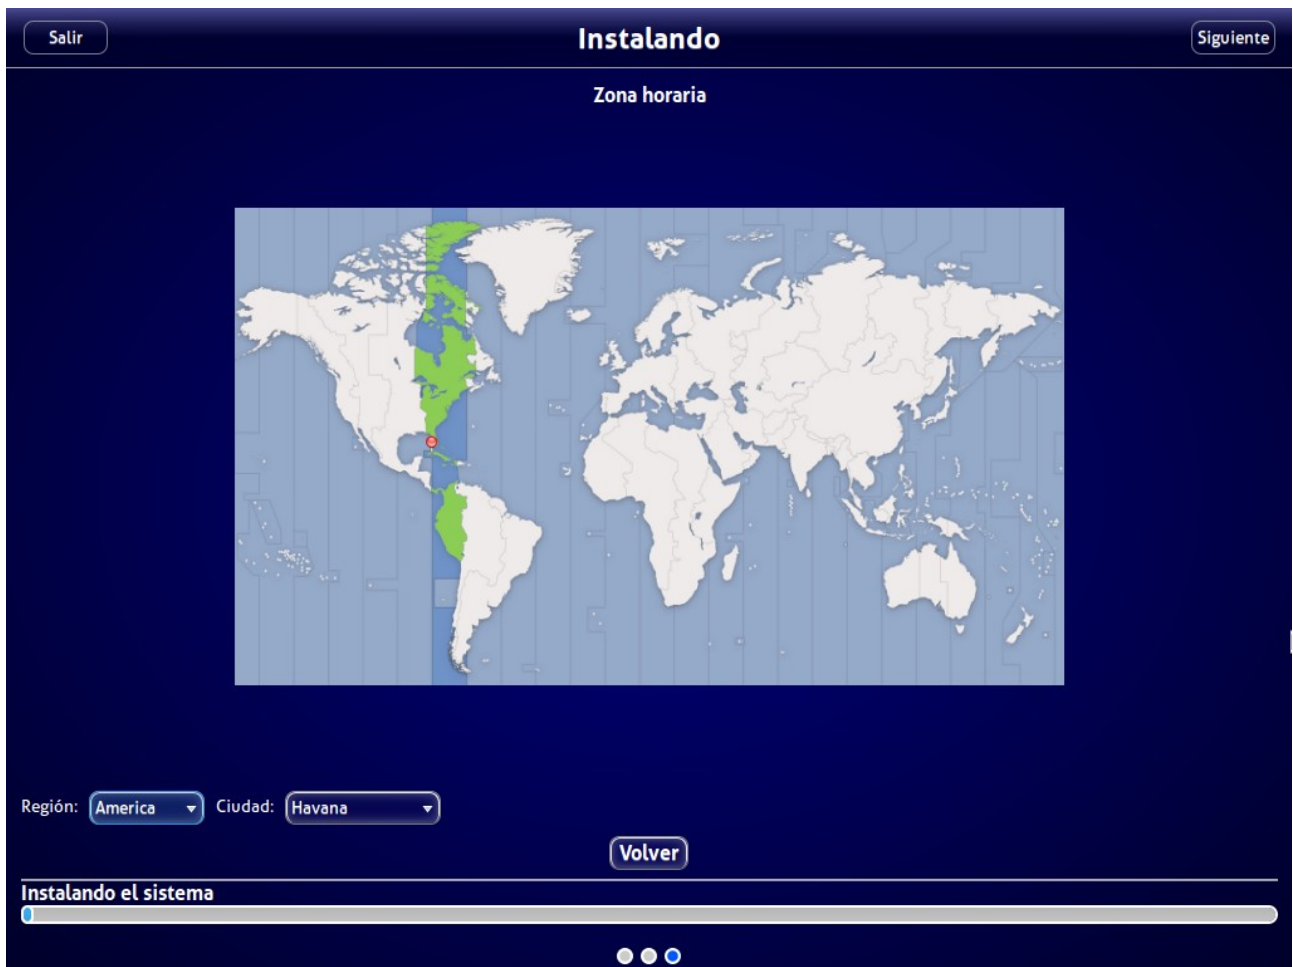 Salir Instalando Siguiente
Zona horaria
Región: America Ciudad: Havana
Volver
Instalando el sistema